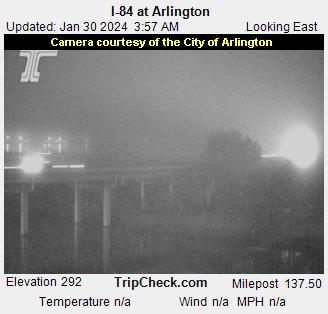 I-84 at Arlington
Updated: Jan 30 2024 3:57 AM Looking East
Camera courtesy of the City of Arlington
Elevation 292 TripCheck.com Milepost 137.50
Temperature n/a Wind n/a MPH n/a